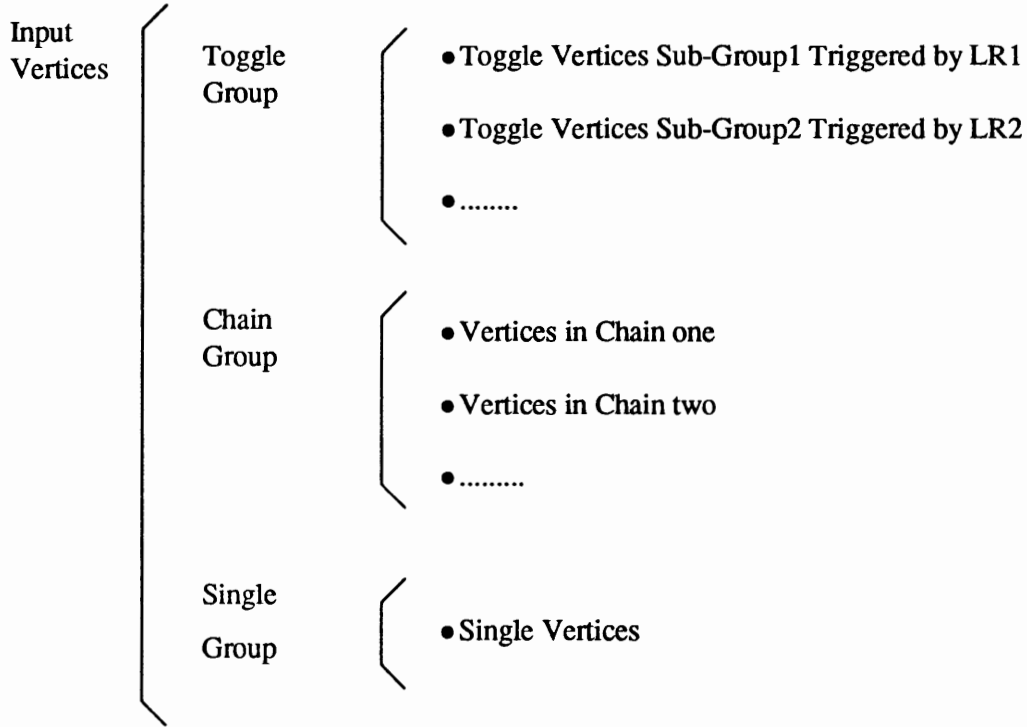 Input
Vertices
Toggle
Group
●Toggle Vertices Sub-Group1 Triggered by LR1
●Toggle Vertices Sub-Group2 Triggered by LR2
●........
Chain
Group
●Vertices in Chain one
●Vertices in Chain two
●.........
Single
Group
●Single Vertices